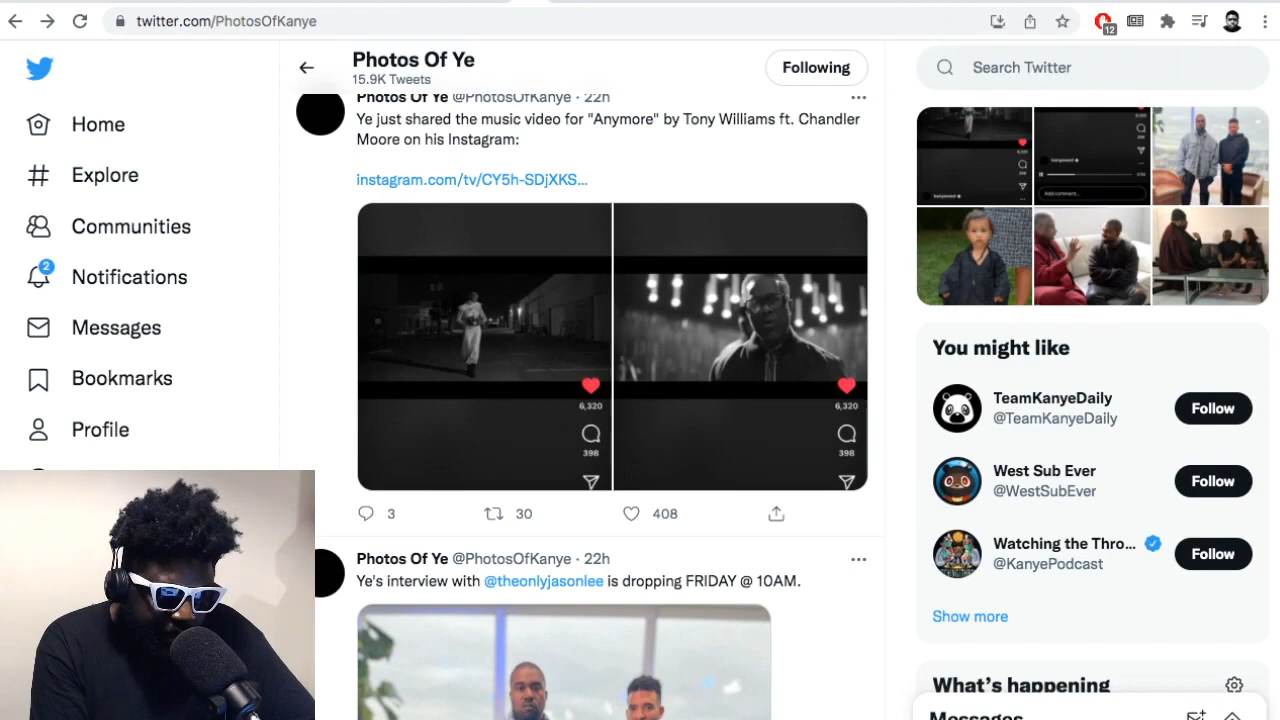 twitter.com/PhotosOfKanye
12
Home
Explore
Communities
2
Notifications
Messages
Bookmarks
Profile
Photos Of Ye
15.9K Tweets
Following
Photos Of Ye @PhotosOfKanye · 22h
Ye just shared the music video for "Anymore" by Tony Williams ft. Chandler
Moore on his Instagram:
instagram.com/tv/CY5h-SDjXKS...
6,320
398
6,320
398
3
30
408
Photos Of Ye @PhotosOfKanye · 22h
Ye's interview with @theonlyjasonlee is dropping FRIDAY @ 10AM.
Search Twitter
Add comment...
You might like
TeamKanyeDaily
@TeamKanyeDaily
Follow
West Sub Ever
@WestSubEver
Follow
Watching the Thro...
@KanyePodcast
Follow
Show more
What's happening
Messages